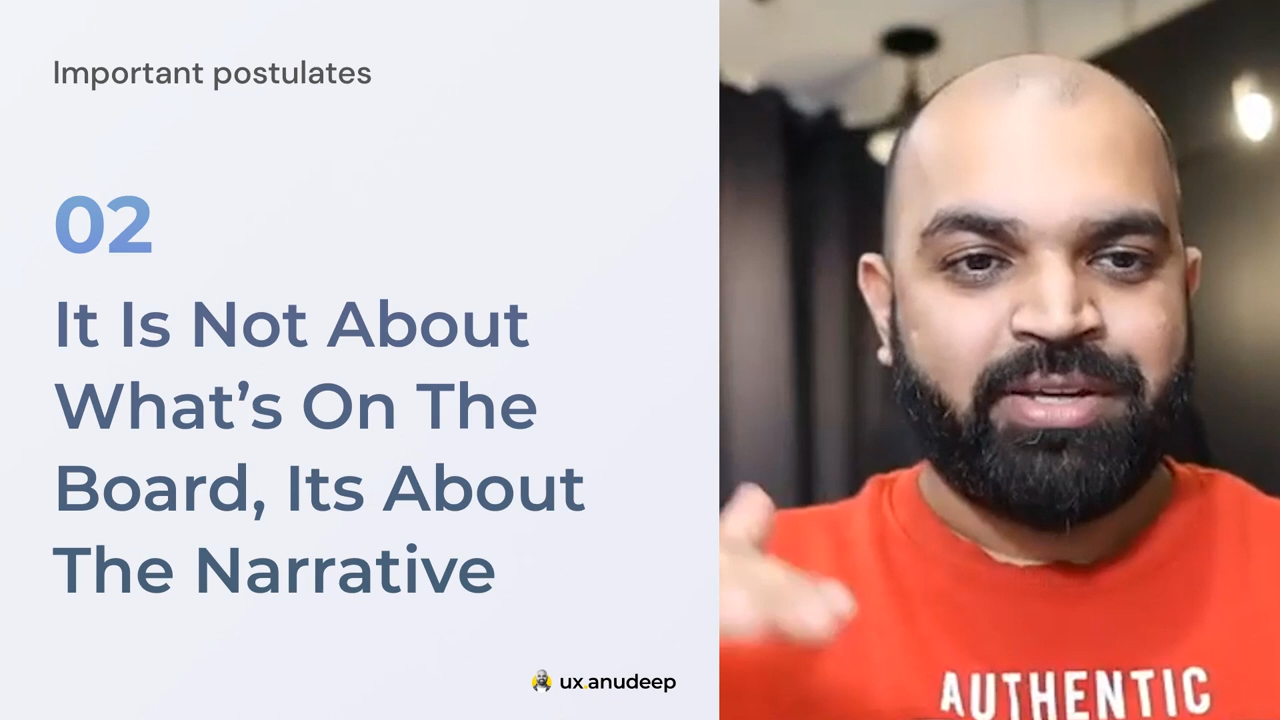 Important postulates
02
It Is Not About
What’s On The
Board, Its About
The Narrative
ux.anudeep
AUTHENTIC